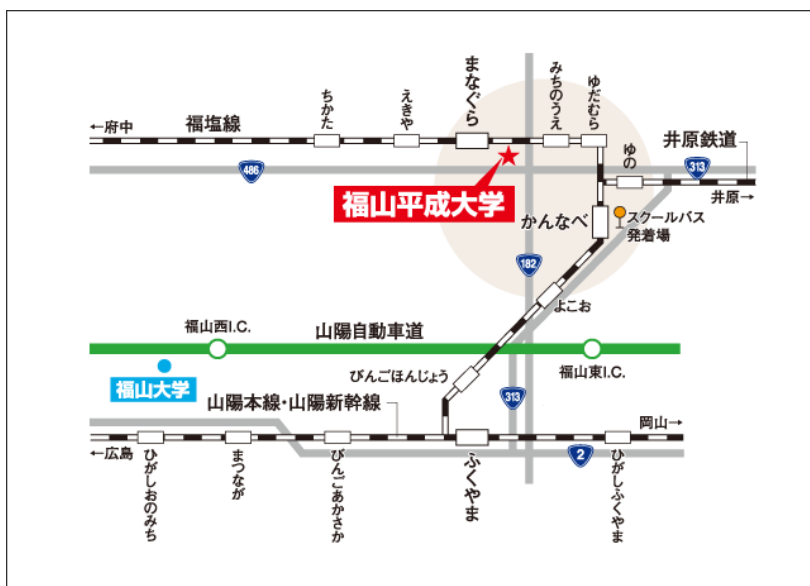 ←府中
福塩線
ちかた
えきや
まなぐら
みちのうえ
ゆだむら
井原鉄道
ゆの
313
井原→
486
福山平成大学
かんなべ
スクールバス
発着場
182
よこお
福山西I.C.
山陽自動車道
福山東I.C.
福山大学
びんごほんじょう
313
山陽本線・山陽新幹線
岡山→
←広島
ひがしおのみち
まつなが
びんごあかさか
ふくやま
2
ひがしふくやま